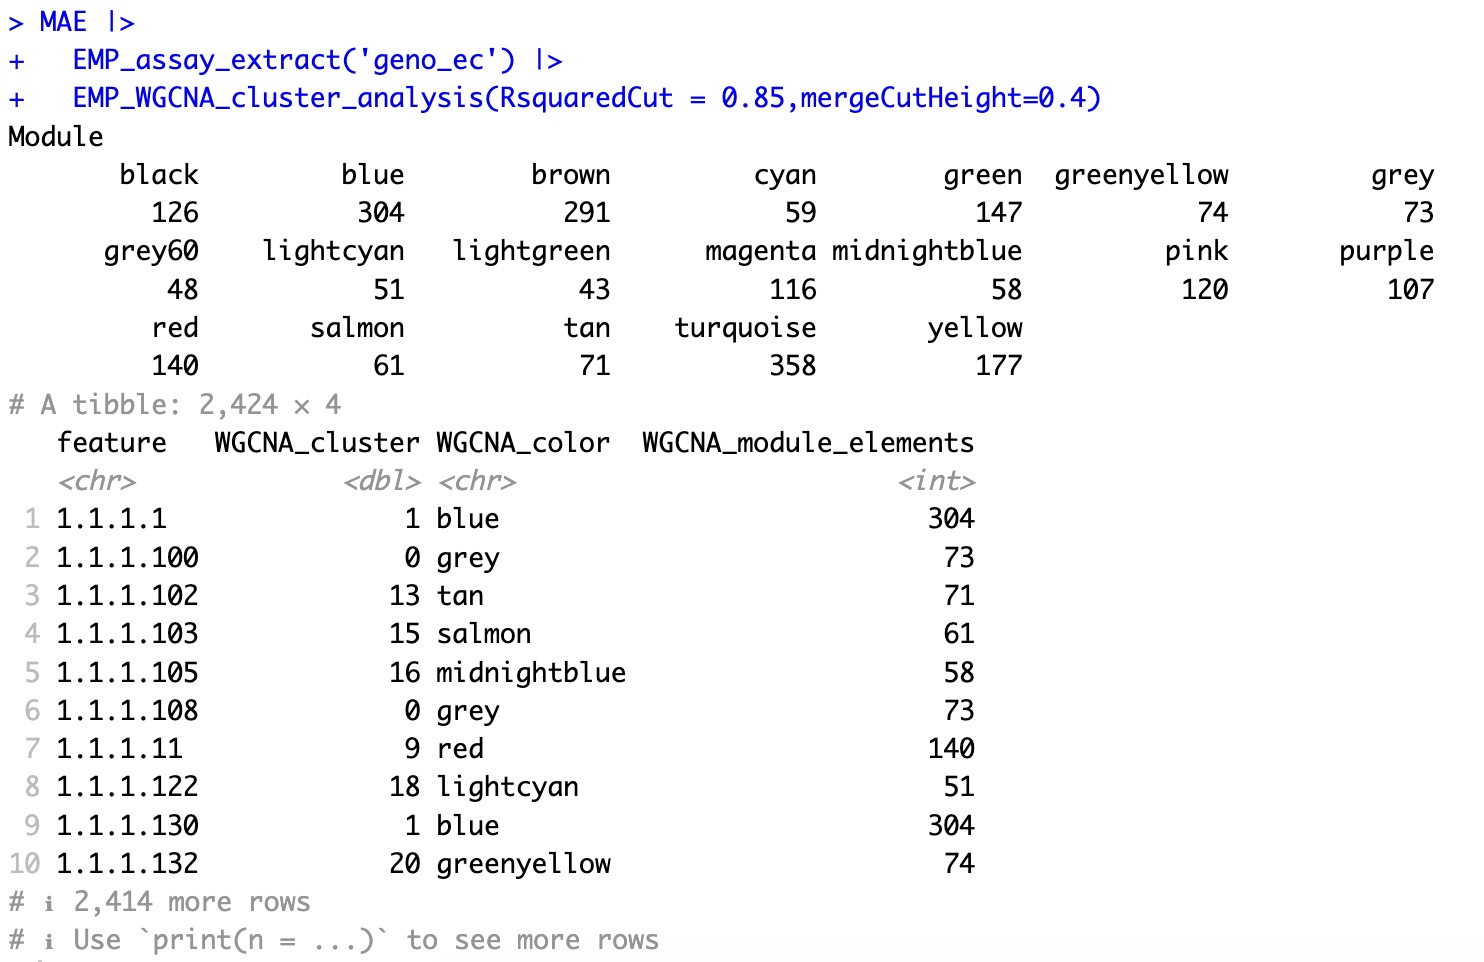 > MAE |>
+   EMP_assay_extract('geno_ec') |>
+   EMP_WGCNA_cluster_analysis(RsquaredCut = 0.85,mergeCutHeight=0.4)
Module
       black         blue        brown         cyan        green  greenyellow         grey
         126          304          291           59          147           74           73
      grey60    lightcyan   lightgreen      magenta midnightblue         pink       purple
          48           51           43          116           58          120          107
         red       salmon          tan    turquoise       yellow
         140           61           71          358          177
# A tibble: 2,424 × 4
   feature   WGCNA_cluster WGCNA_color  WGCNA_module_elements
   <chr>             <dbl> <chr>                        <int>
 1 1.1.1.1               1 blue                           304
 2 1.1.1.100             0 grey                            73
 3 1.1.1.102            13 tan                             71
 4 1.1.1.103            15 salmon                          61
 5 1.1.1.105            16 midnightblue                    58
 6 1.1.1.108             0 grey                            73
 7 1.1.1.11              9 red                            140
 8 1.1.1.122            18 lightcyan                       51
 9 1.1.1.130             1 blue                           304
10 1.1.1.132            20 greenyellow                     74
# ℹ 2,414 more rows
# ℹ Use `print(n = ...)` to see more rows